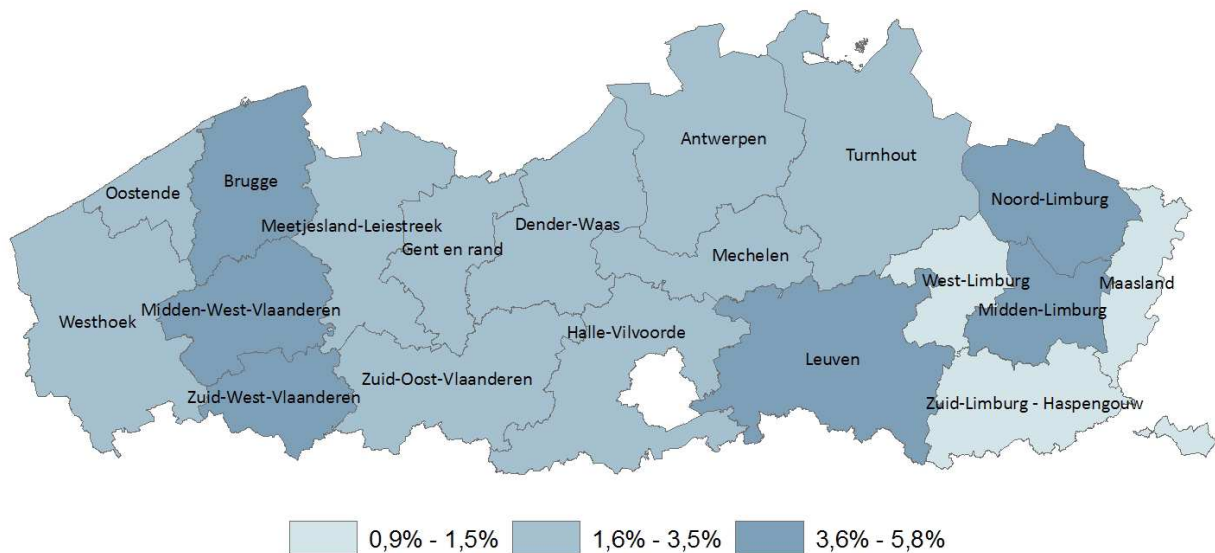 Antwerpen
Turnhout
Oostende
Brugge
Noord-Limburg
Meetjesland-Leiestreek
Gent en rand
Dender-Waas
Mechelen
West-Limburg
Maasland
Westhoek
Midden-West-Vlaanderen
Midden-Limburg
Halle-Vilvoorde
Leuven
Zuid-Oost-Vlaanderen
Zuid-West-Vlaanderen
Zuid-Limburg - Haspengouw
0,9% - 1,5% 1,6% - 3,5% 3,6% - 5,8%